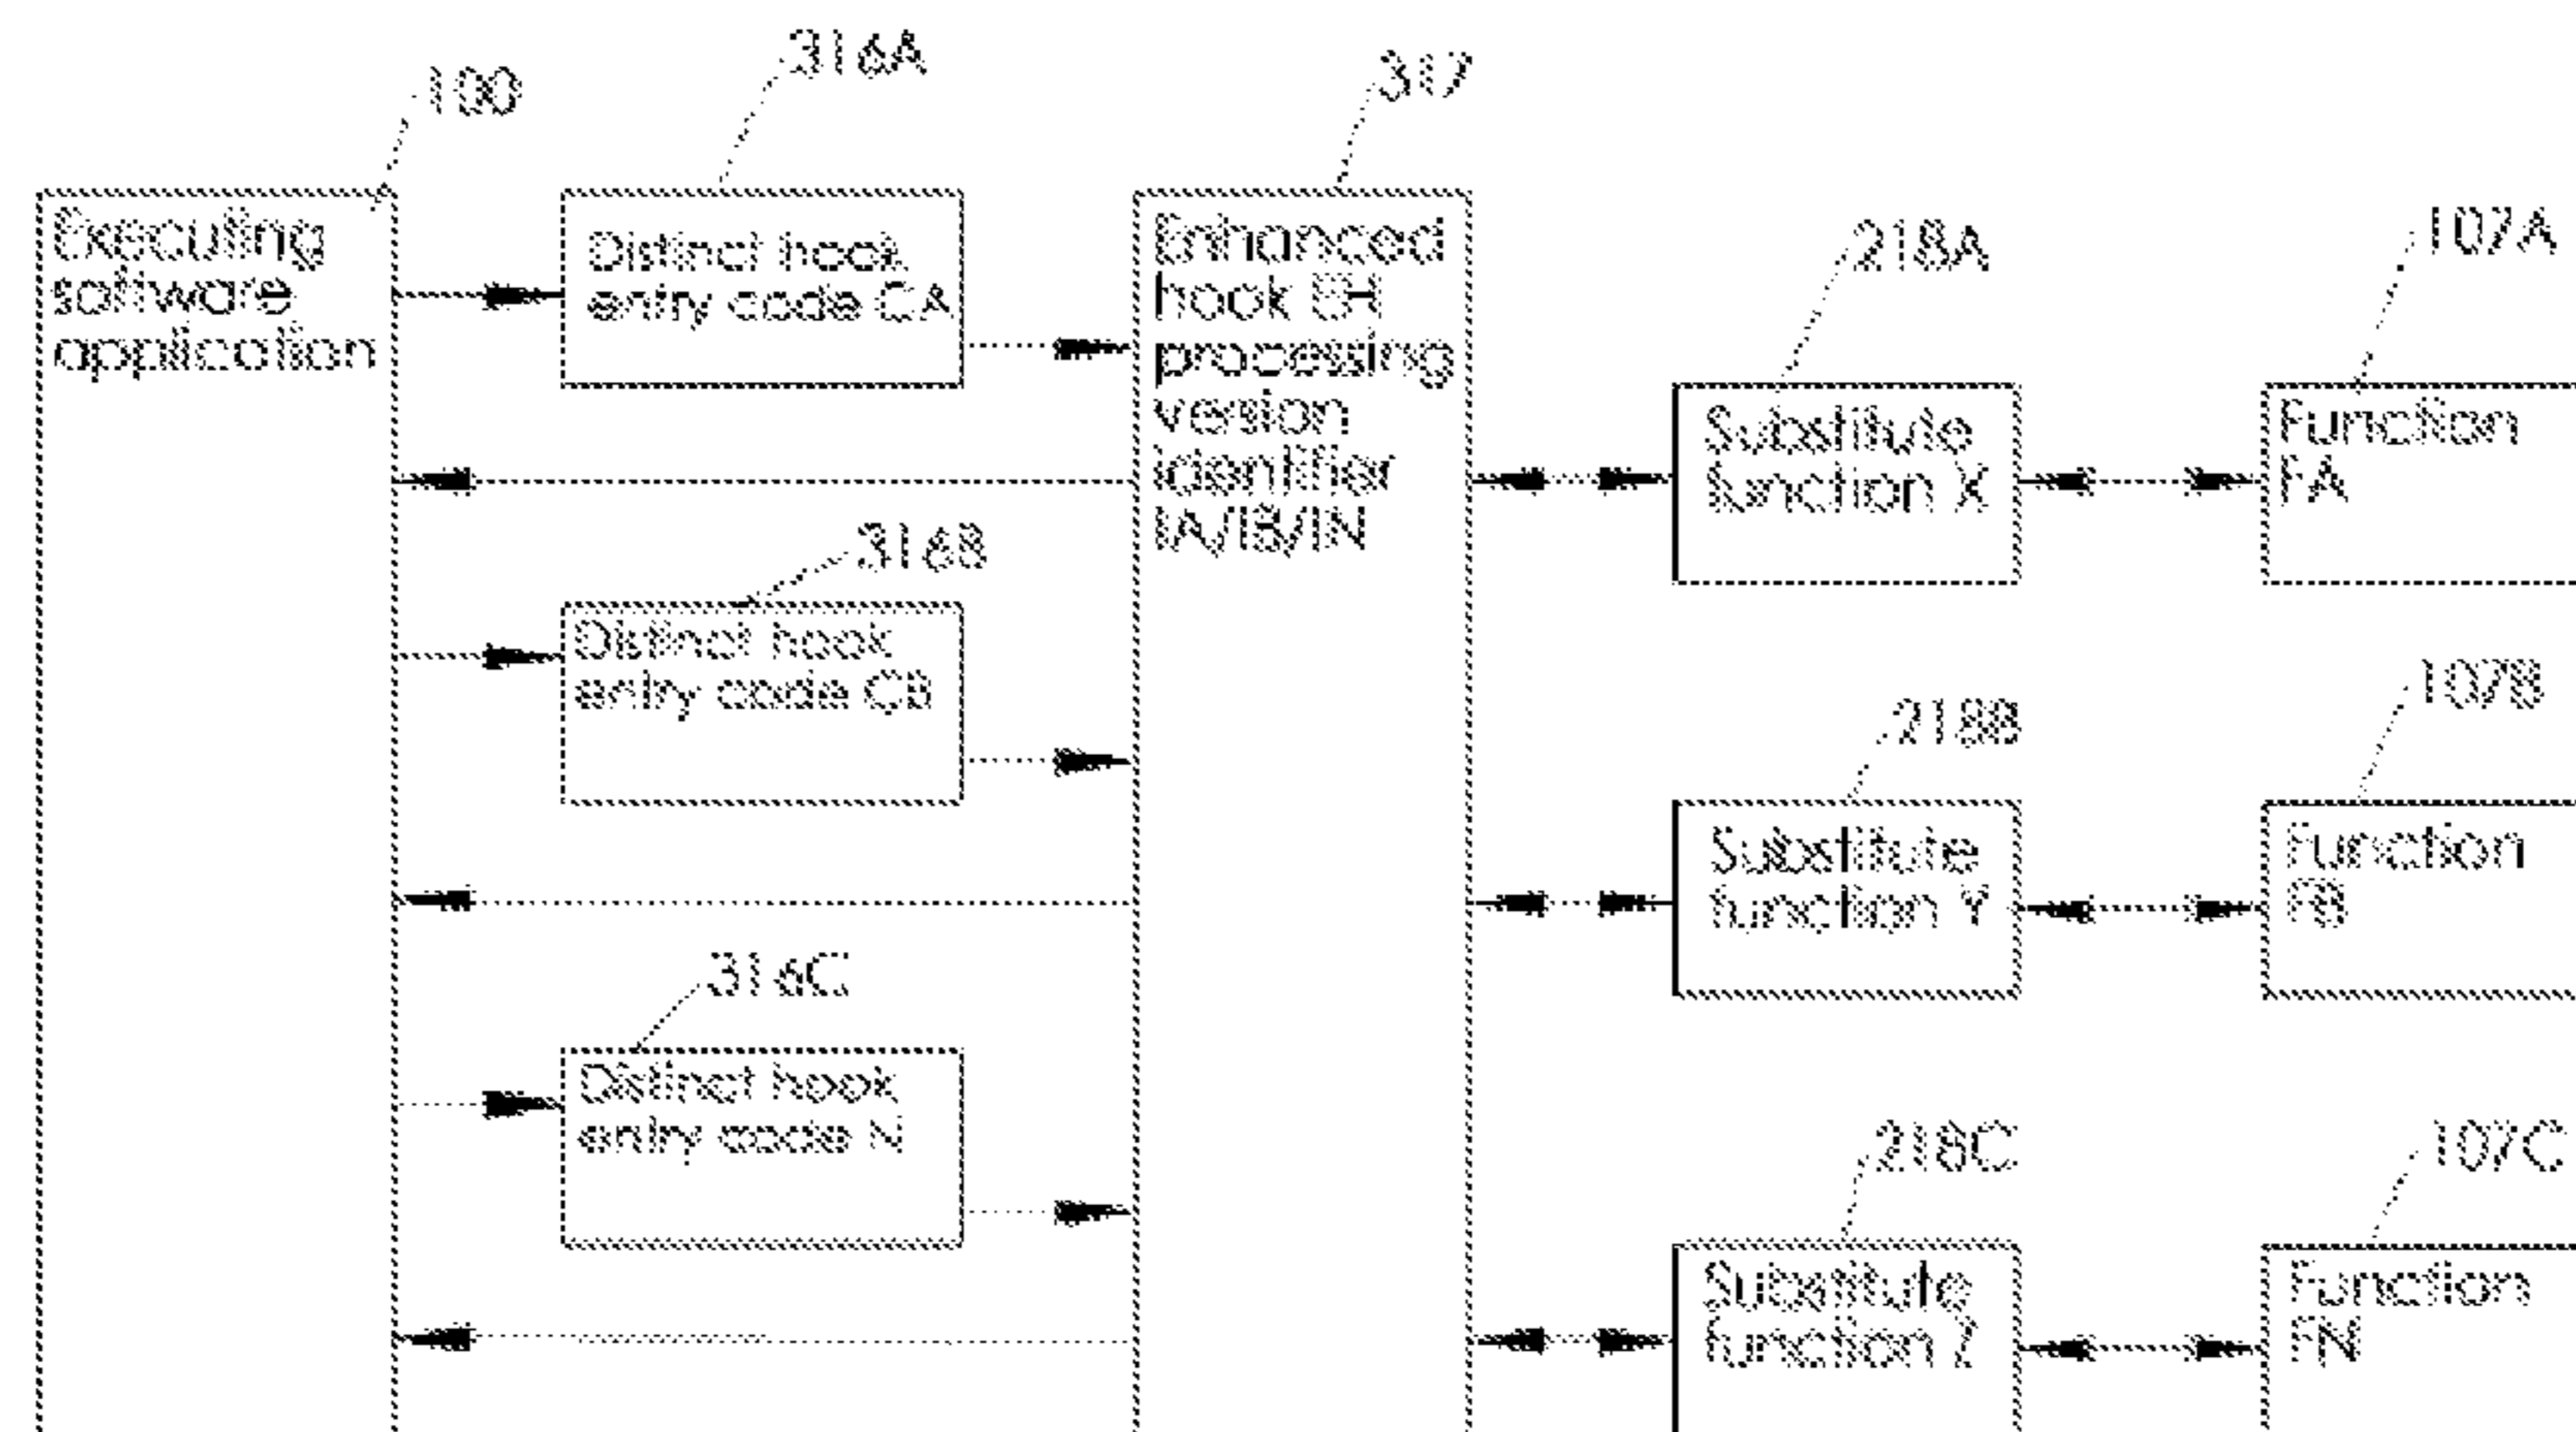 100
316A
317
Executing
software
application
Distinct hook
entry code CA
Enhanced
hook EH
processing
version
identifier
IA/IB/IN
218A
107A
Substitute
function X
Function
FA
316B
Distinct hook
entry code CB
218B
107B
Substitute
function Y
Function
FB
316C
Distinct hook
entry code N
218C
107C
Substitute
function Z
Function
FN